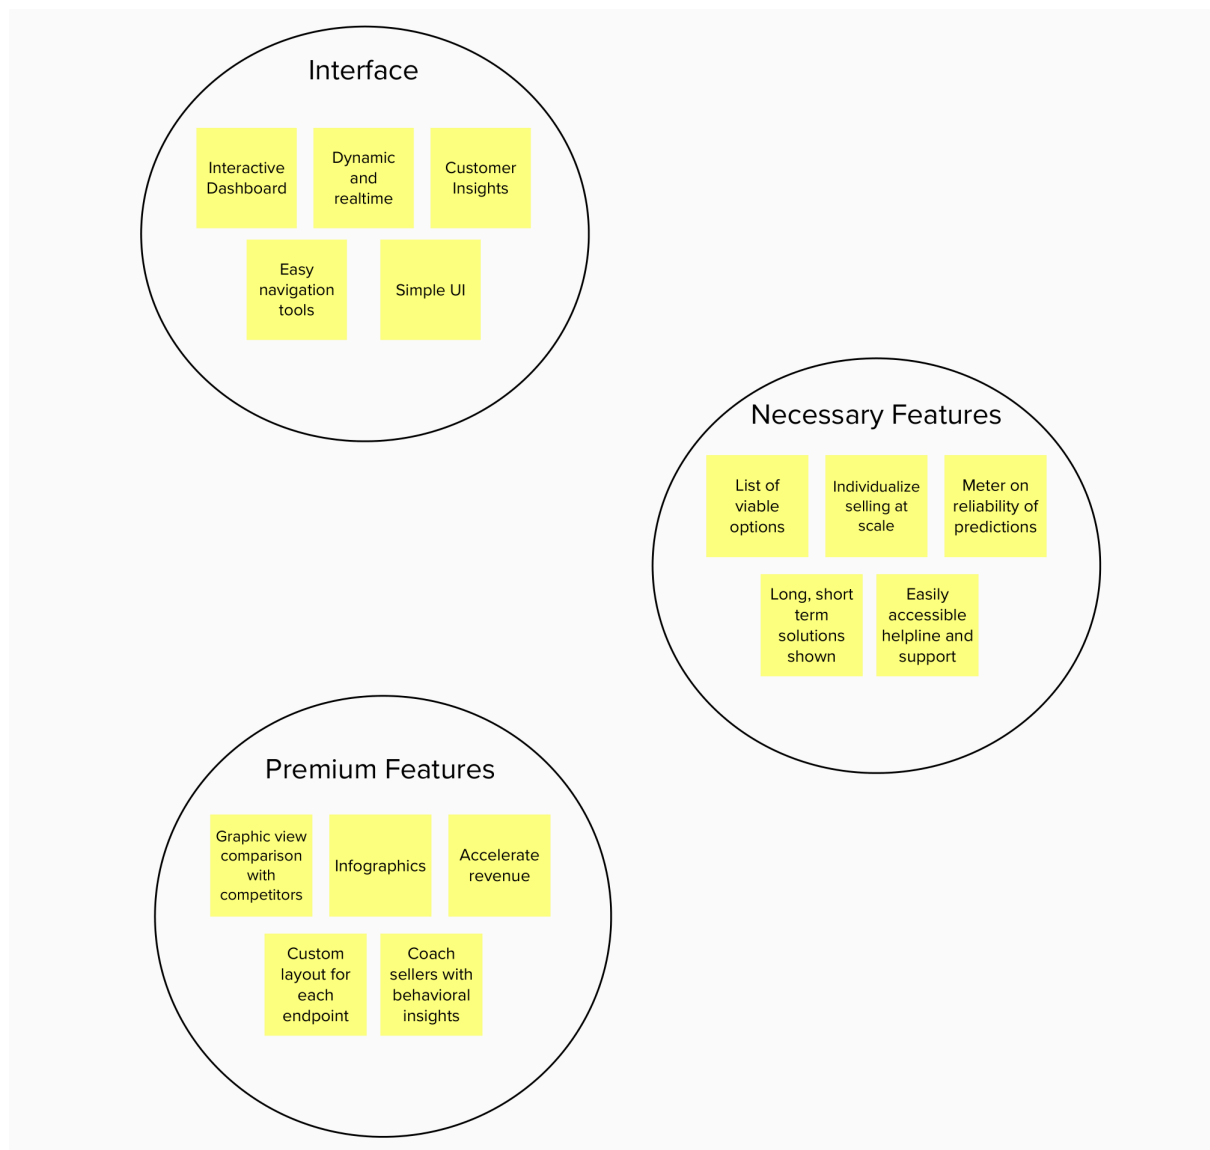 Interface
Interactive
Dashboard
Dynamic
and
realtime
Customer
Insights
Easy
navigation
tools
Simple UI
Necessary Features
List of
viable
options
Individualize
selling at
scale
Meter on
reliability of
predictions
Long, short
term
solutions
shown
Easily
accessible
helpline and
support
Premium Features
Graphic view
comparison
with
competitors
Infographics
Accelerate
revenue
Custom
layout for
each
endpoint
Coach
sellers with
behavioral
insights